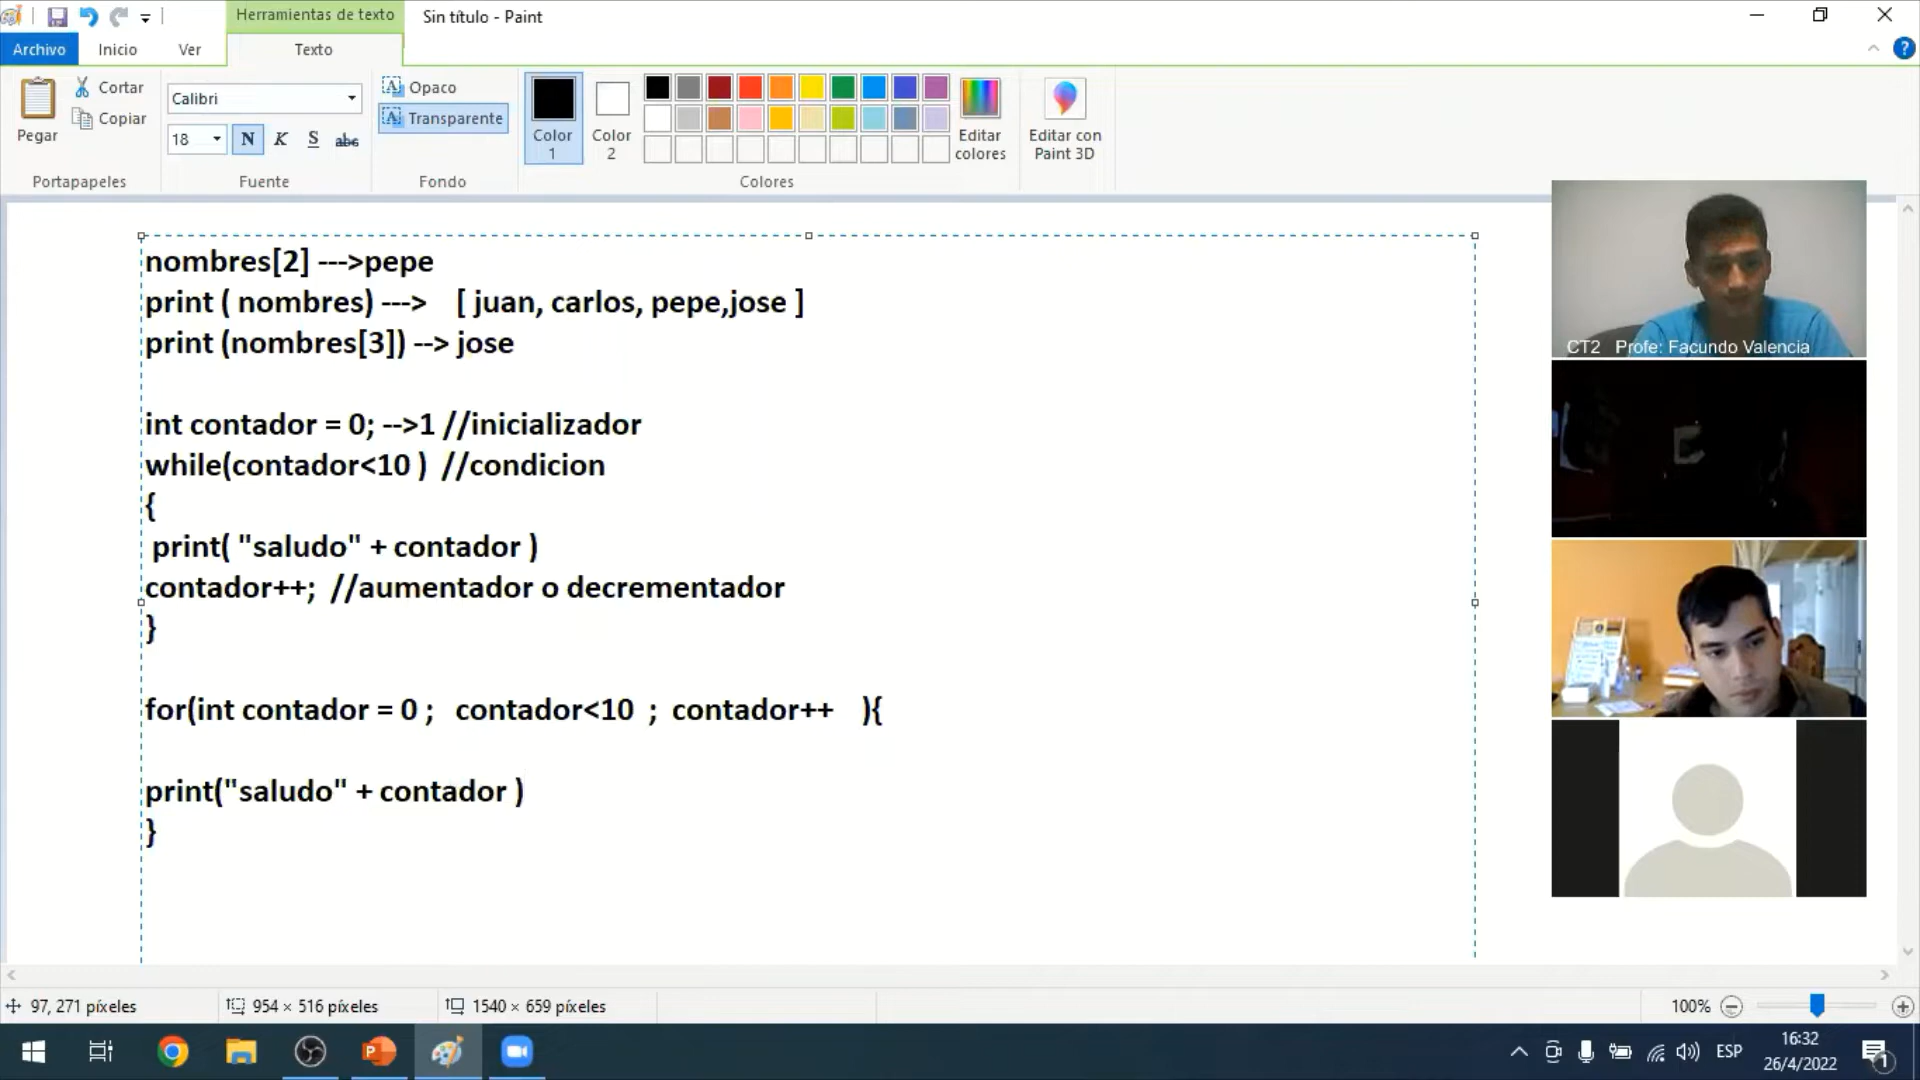 Herramientas de texto
Sin título - Paint
Archivo
Inicio
Ver
Texto
Pegar
Cortar
Copiar
Portapapeles
Calibri
18
N K S abc
Fuente
Opaco
Transparente
Fondo
Color 1
Color 2
Editar colores
Colores
Editar con Paint 3D
nombres[2] --->pepe
print ( nombres) --->    [ juan, carlos, pepe,jose ]
print (nombres[3]) --> jose
int contador = 0; -->1 //inicializador
while(contador<10 )  //condicion
{
print( "saludo" + contador )
contador++;  //aumentador o decrementador
}
for(int contador = 0 ;   contador<10  ;  contador++    ){
print("saludo" + contador )
}
CT2   Profe: Facundo Valencia
97, 271 píxeles
954 × 516 píxeles
1540 × 659 píxeles
100%
P
ESP
16:32
26/4/2022
1